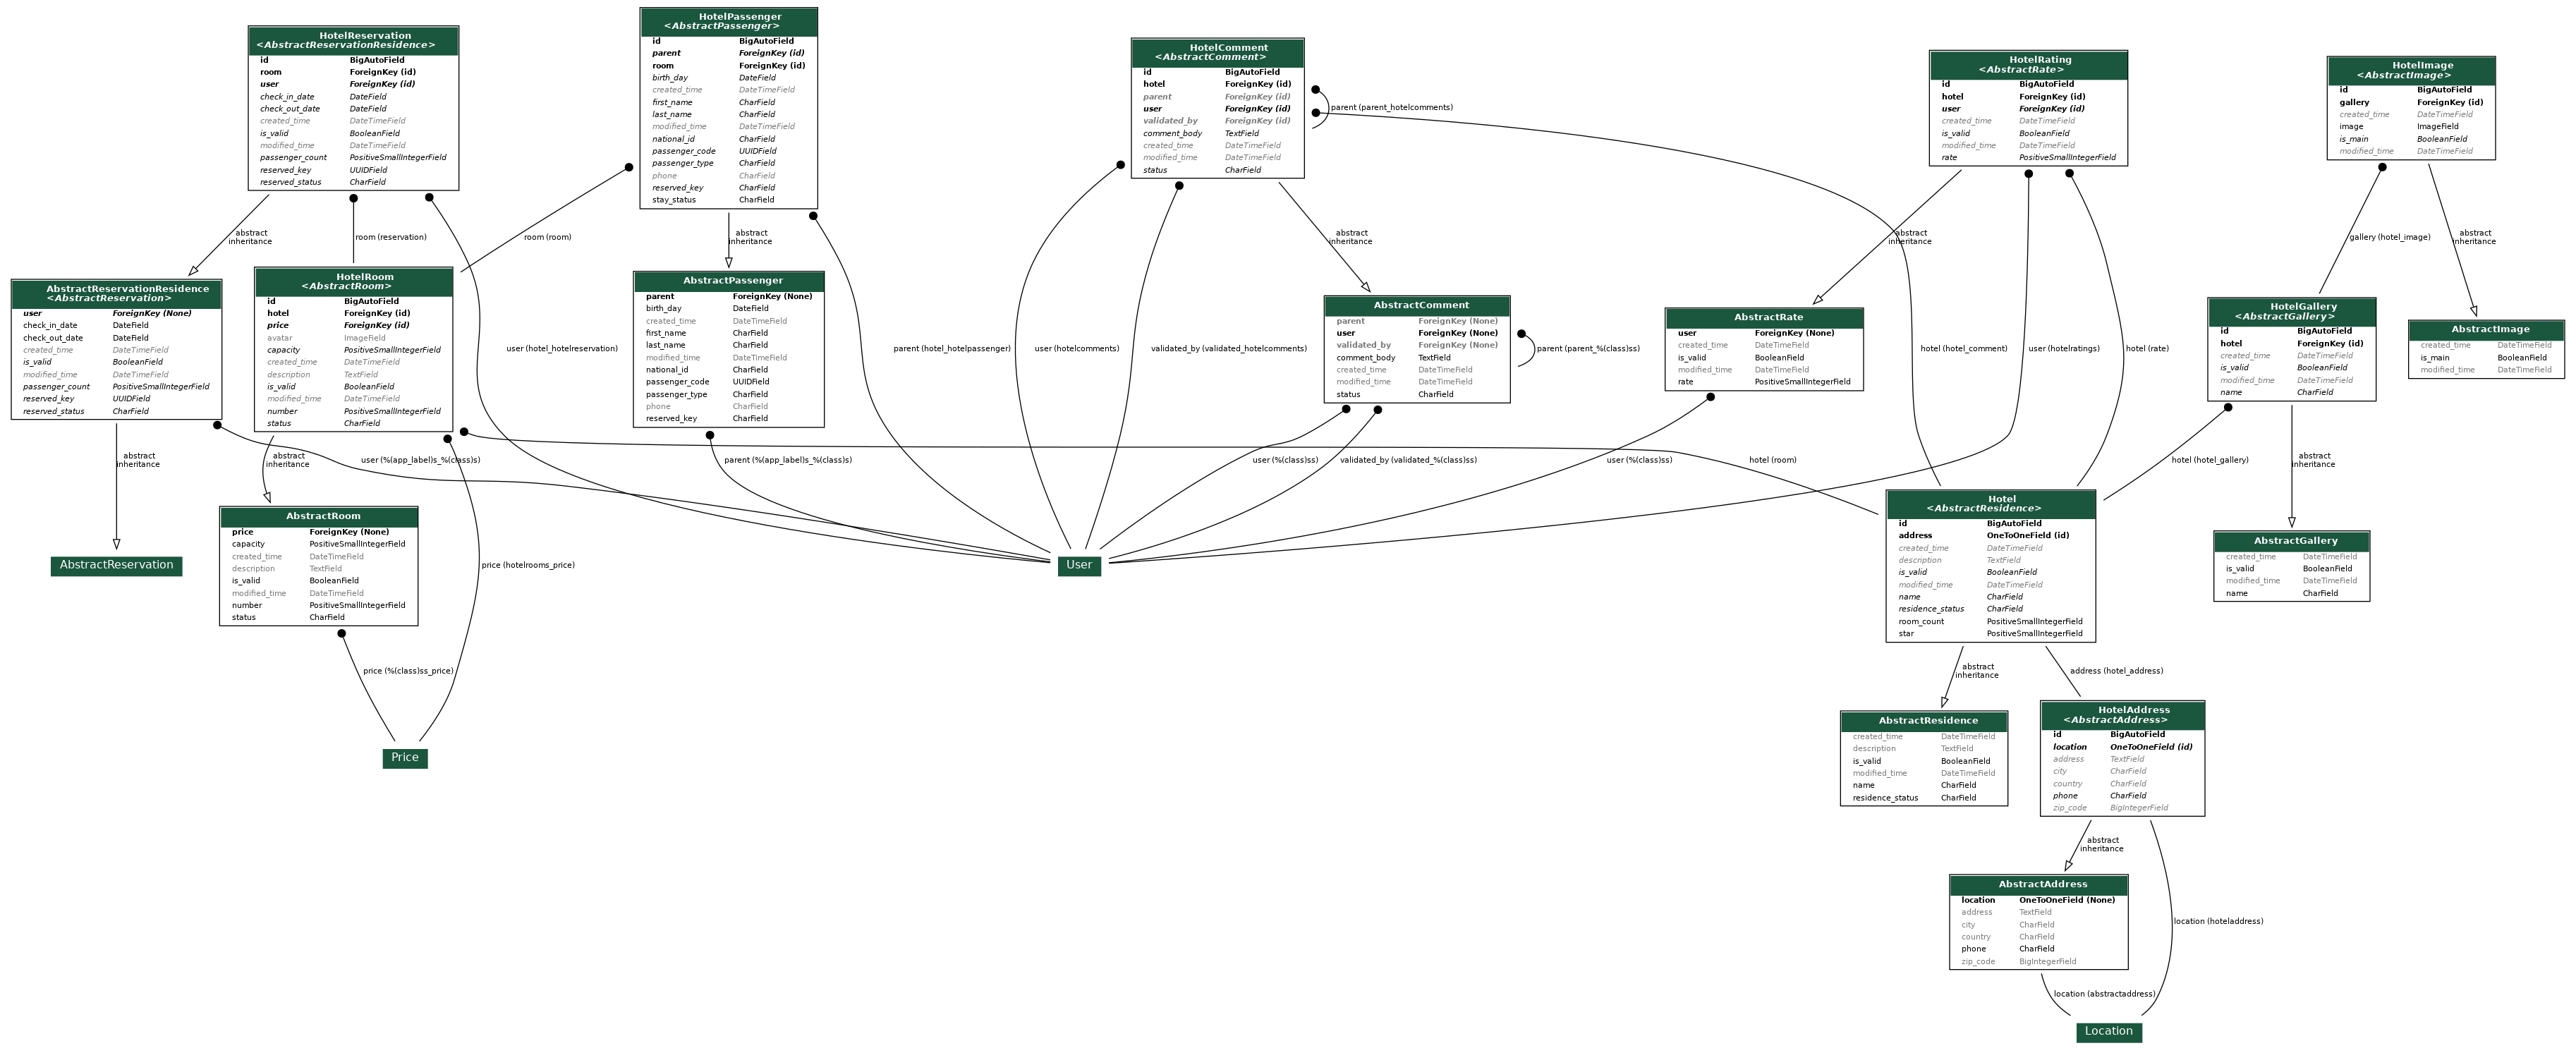 HotelReservation
<AbstractReservationResidence>
id BigAutoField
room ForeignKey (id)
user ForeignKey (id)
check_in_date DateField
check_out_date DateField
created_time DateTimeField
is_valid BooleanField
modified_time DateTimeField
passenger_count PositiveSmallIntegerField
reserved_key UUIDField
reserved_status CharField
HotelPassenger
<AbstractPassenger>
id BigAutoField
parent ForeignKey (id)
room ForeignKey (id)
birth_day DateField
created_time DateTimeField
first_name CharField
last_name CharField
modified_time DateTimeField
national_id CharField
passenger_code UUIDField
passenger_type CharField
phone CharField
reserved_key CharField
stay_status CharField
HotelComment
<AbstractComment>
id BigAutoField
hotel ForeignKey (id)
parent ForeignKey (id)
user ForeignKey (id)
validated_by ForeignKey (id)
comment_body TextField
created_time DateTimeField
modified_time DateTimeField
status CharField
parent (parent_hotelcomments)
HotelRating
<AbstractRate>
id BigAutoField
hotel ForeignKey (id)
user ForeignKey (id)
created_time DateTimeField
is_valid BooleanField
modified_time DateTimeField
rate PositiveSmallIntegerField
HotelImage
<AbstractImage>
id BigAutoField
gallery ForeignKey (id)
created_time DateTimeField
image ImageField
is_main BooleanField
modified_time DateTimeField
abstract
inheritance
room (reservation)
room (room)
abstract
inheritance
abstract
inheritance
abstract
inheritance
gallery (hotel_image)
abstract
inheritance
AbstractReservationResidence
<AbstractReservation>
user ForeignKey (None)
check_in_date DateField
check_out_date DateField
created_time DateTimeField
is_valid BooleanField
modified_time DateTimeField
passenger_count PositiveSmallIntegerField
reserved_key UUIDField
reserved_status CharField
HotelRoom
<AbstractRoom>
id BigAutoField
hotel ForeignKey (id)
price ForeignKey (id)
avatar ImageField
capacity PositiveSmallIntegerField
created_time DateTimeField
description TextField
is_valid BooleanField
modified_time DateTimeField
number PositiveSmallIntegerField
status CharField
user (hotel_hotelreservation)
AbstractPassenger
parent ForeignKey (None)
birth_day DateField
created_time DateTimeField
first_name CharField
last_name CharField
modified_time DateTimeField
national_id CharField
passenger_code UUIDField
passenger_type CharField
phone CharField
reserved_key CharField
parent (hotel_hotelpassenger)
user (hotelcomments)
validated_by (validated_hotelcomments)
AbstractComment
parent ForeignKey (None)
user ForeignKey (None)
validated_by ForeignKey (None)
comment_body TextField
created_time DateTimeField
modified_time DateTimeField
status CharField
parent (parent_%(class)ss)
AbstractRate
user ForeignKey (None)
created_time DateTimeField
is_valid BooleanField
modified_time DateTimeField
rate PositiveSmallIntegerField
hotel (hotel_comment)
user (hotelratings)
hotel (rate)
HotelGallery
<AbstractGallery>
id BigAutoField
hotel ForeignKey (id)
created_time DateTimeField
is_valid BooleanField
modified_time DateTimeField
name CharField
AbstractImage
created_time DateTimeField
is_main BooleanField
modified_time DateTimeField
abstract
inheritance
abstract
inheritance
user (%(app_label)s_%(class)s)
parent (%(app_label)s_%(class)s)
user (%(class)ss)
validated_by (validated_%(class)ss)
user (%(class)ss)
hotel (room)
hotel (hotel_gallery)
abstract
inheritance
AbstractReservation
AbstractRoom
price ForeignKey (None)
capacity PositiveSmallIntegerField
created_time DateTimeField
description TextField
is_valid BooleanField
modified_time DateTimeField
number PositiveSmallIntegerField
status CharField
price (hotelrooms_price)
User
Hotel
<AbstractResidence>
id BigAutoField
address OneToOneField (id)
created_time DateTimeField
description TextField
is_valid BooleanField
modified_time DateTimeField
name CharField
residence_status CharField
room_count PositiveSmallIntegerField
star PositiveSmallIntegerField
AbstractGallery
created_time DateTimeField
is_valid BooleanField
modified_time DateTimeField
name CharField
price (%(class)ss_price)
abstract
inheritance
address (hotel_address)
Price
AbstractResidence
created_time DateTimeField
description TextField
is_valid BooleanField
modified_time DateTimeField
name CharField
residence_status CharField
HotelAddress
<AbstractAddress>
id BigAutoField
location OneToOneField (id)
address TextField
city CharField
country CharField
phone CharField
zip_code BigIntegerField
abstract
inheritance
AbstractAddress
location OneToOneField (None)
address TextField
city CharField
country CharField
phone CharField
zip_code BigIntegerField
location (hoteladdress)
location (abstractaddress)
Location